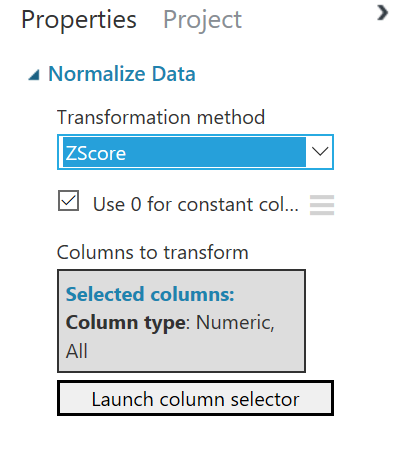 Properties Project
Normalize Data
Transformation method
ZScore
Use 0 for constant col...
Columns to transform
Selected columns:
Column type: Numeric,
All
Launch column selector